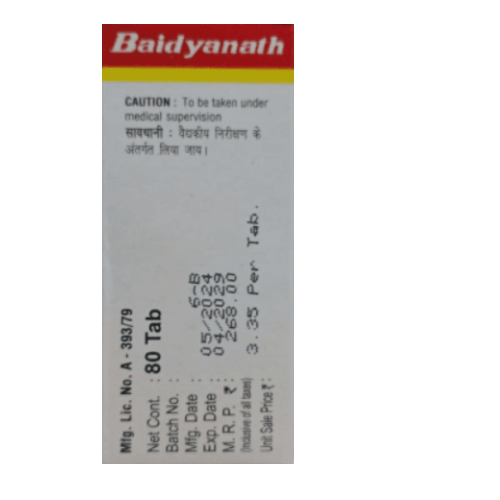 Baidyanath
CAUTION : To be taken under
medical supervision
सावधानी : वैद्यकीय निरीक्षण के
अंतर्गत लिया जाय।
Mfg. Lic. No. A - 393/79
Net Cont. : 80 Tab
Batch No. : 6-B
Mfg. Date : 05/2024
Exp. Date : 04/2029
M. R. P. ₹ : 268.00
(Inclusive of all taxes)
Unit Sale Price ₹ : 3.35 Per Tab.